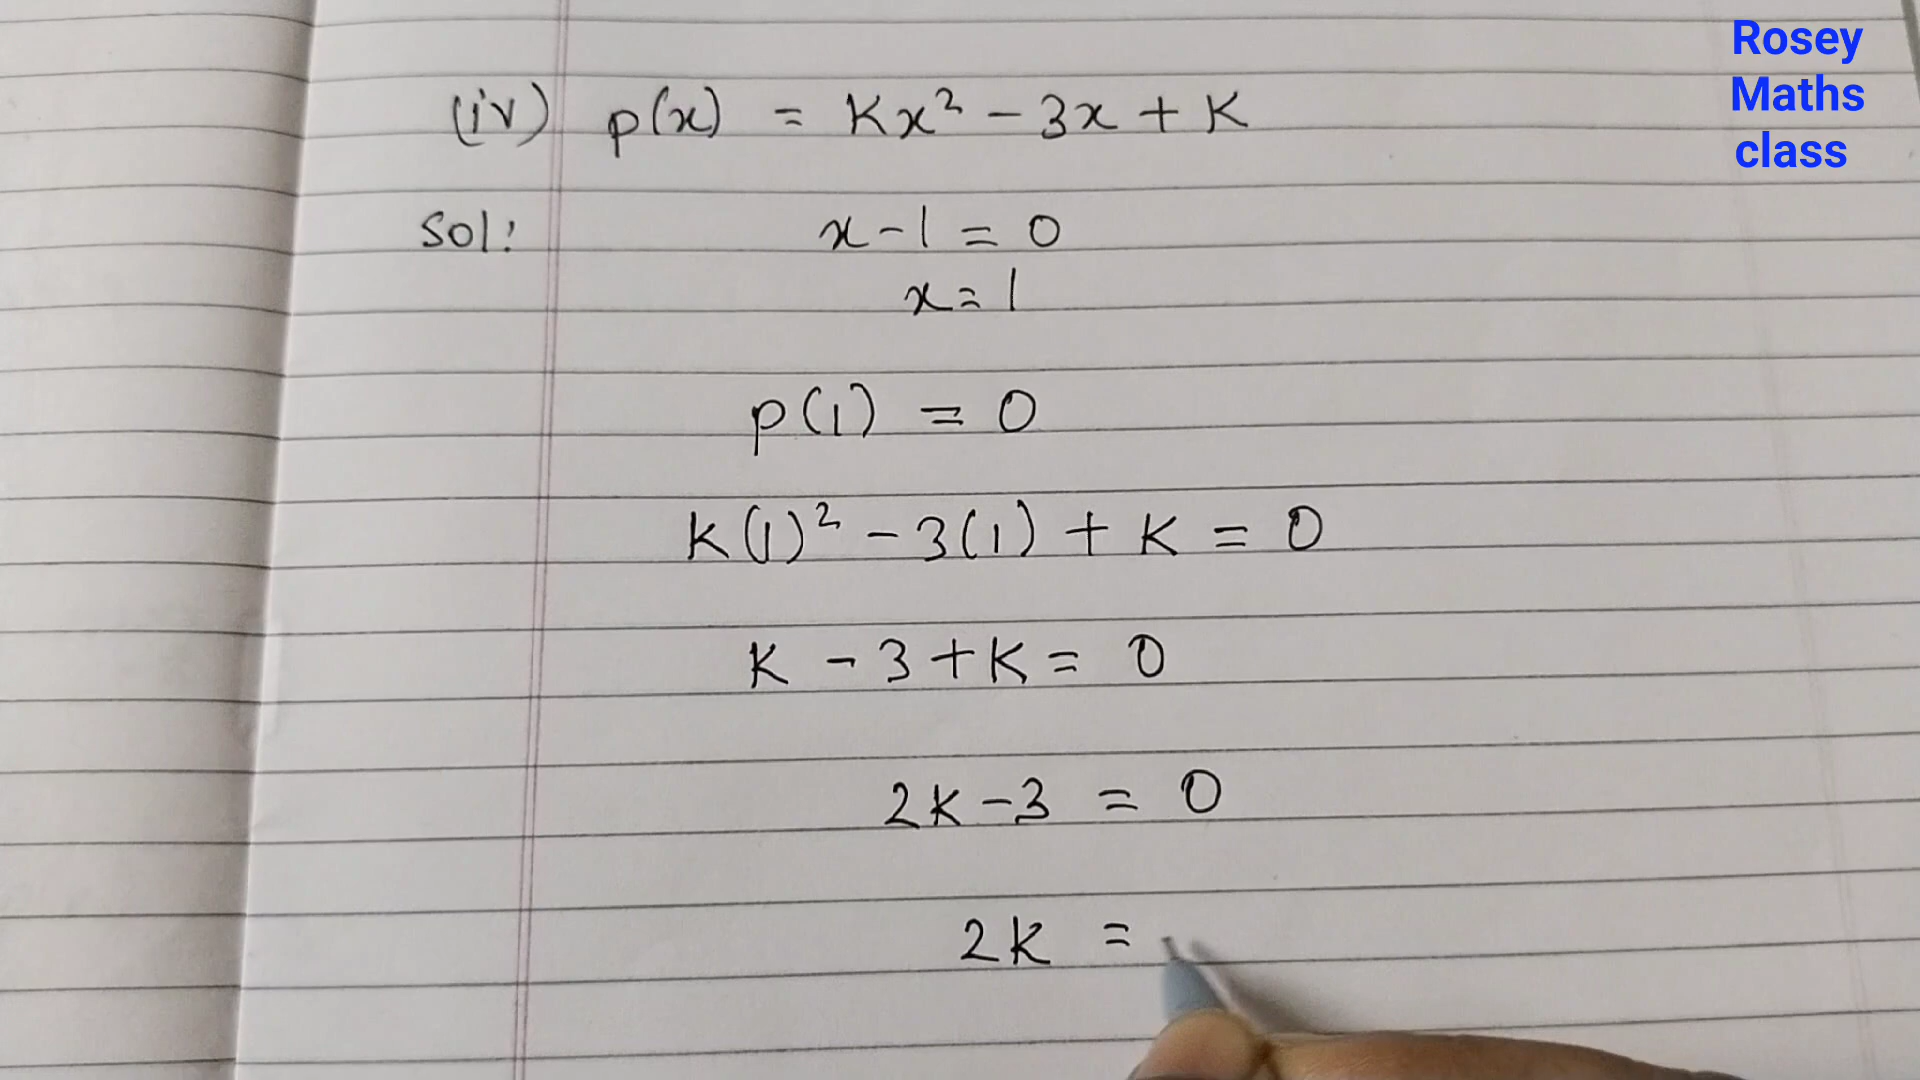 Rosey
Maths
class
(iv) p(x) = Kx² - 3x + K
Sol:
x - 1 = 0
x = 1
p(1) = 0
K(1)² - 3(1) + K = 0
K - 3 + K = 0
2K - 3 = 0
2K =